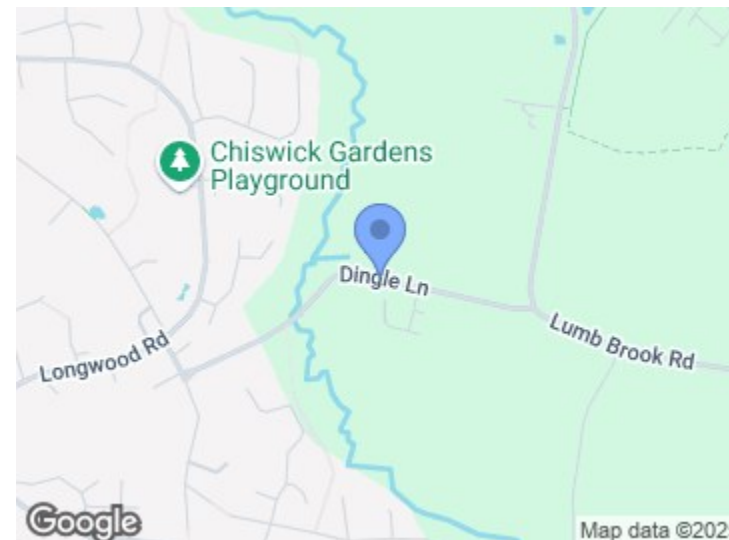 Chiswick Gardens
Playground
Dingle Ln
Lumb Brook Rd
Longwood Rd
Google
Map data ©202